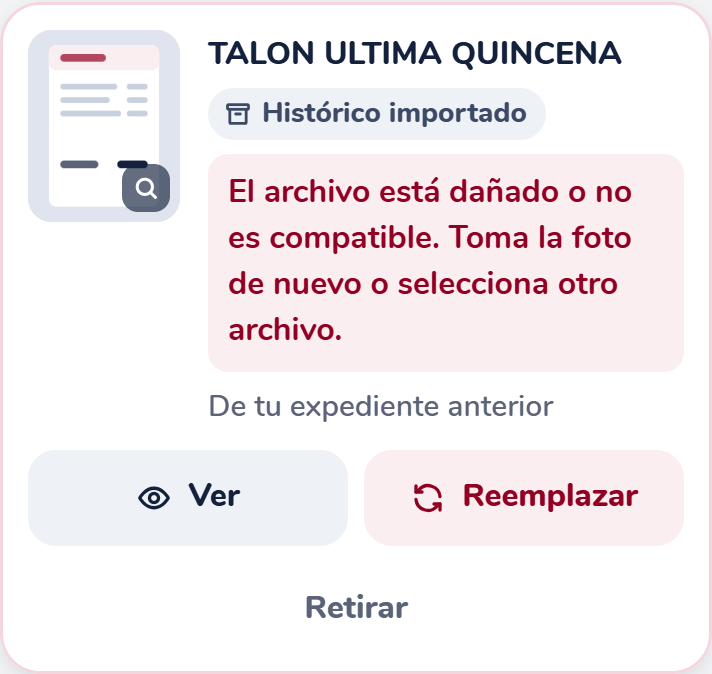 TALON ULTIMA QUINCENA
Histórico importado
El archivo está dañado o no
es compatible. Toma la foto
de nuevo o selecciona otro
archivo.
De tu expediente anterior
Ver
Reemplazar
Retirar